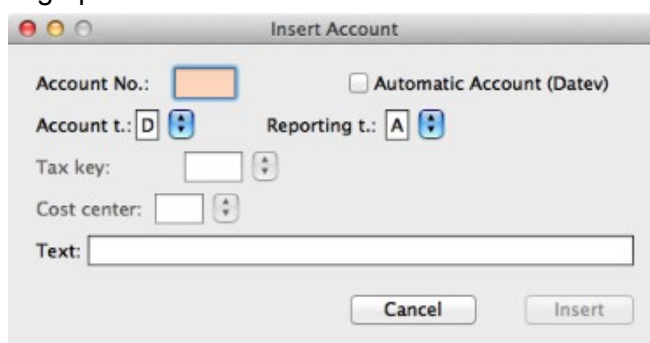 Insert Account
Account No.: Automatic Account (Datev)
Account t.: D Reporting t.: A
Tax key:
Cost center:
Text:
Cancel Insert